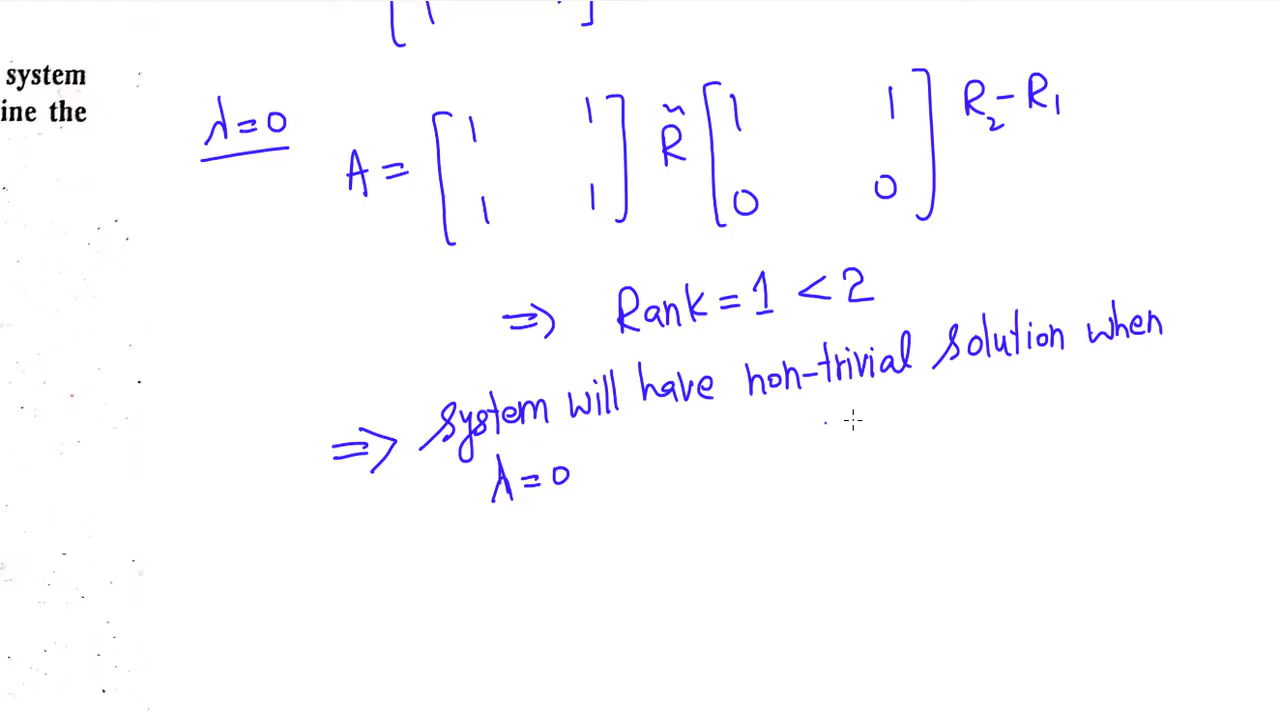 system
ine the
λ=0
A = [ 1 1 ] R̃ [ 1 1 ] R₂ - R₁
1 1 0 0
⇒ Rank = 1 < 2
⇒ System will have non-trivial solution when
λ = 0